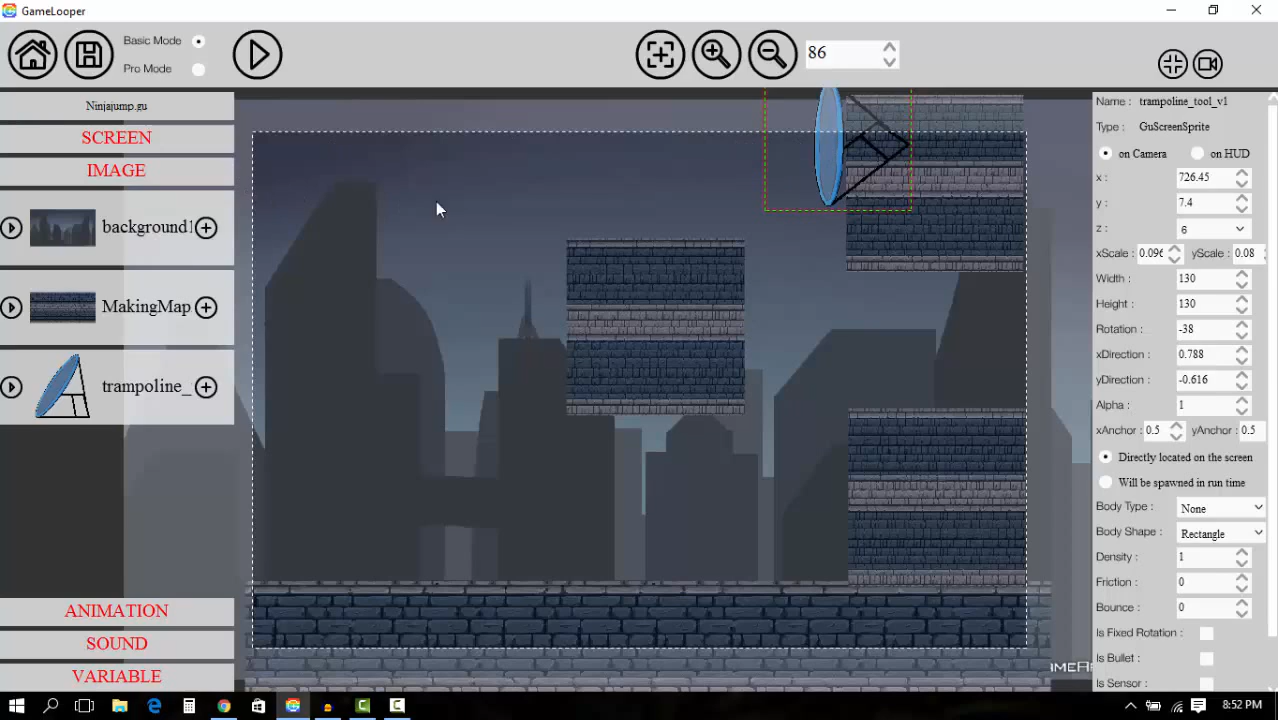 GameLooper
Basic Mode
Pro Mode
86
Ninjajump.gu
SCREEN
IMAGE
background1
MakingMap
trampoline_
ANIMATION
SOUND
VARIABLE
Name : trampoline_tool_v1
Type : GuScreenSprite
on Camera on HUD
x : 726.45
y : 7.4
z : 6
xScale : 0.096 yScale : 0.08
Width : 130
Height : 130
Rotation : -38
xDirection : 0.788
yDirection : -0.616
Alpha : 1
xAnchor : 0.5 yAnchor : 0.5
Directly located on the screen
Will be spawned in run time
Body Type : None
Body Shape : Rectangle
Density : 1
Friction : 0
Bounce : 0
Is Fixed Rotation :
Is Bullet :
Is Sensor :
8:52 PM